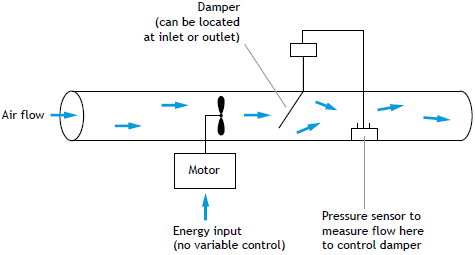 Damper
(can be located
at inlet or outlet)
Air flow
Motor
Energy input
(no variable control)
Pressure sensor to
measure flow here
to control damper